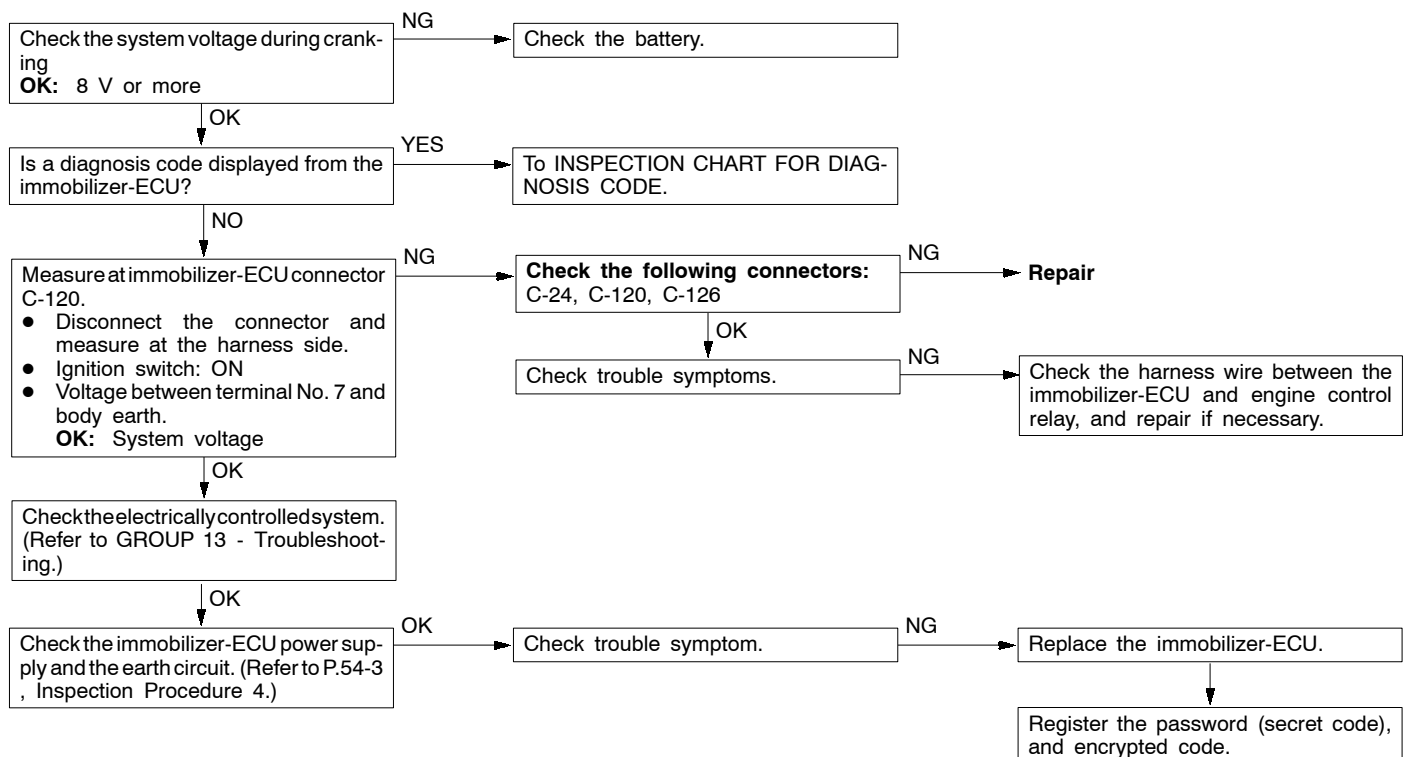 Check the system voltage during crank-
ing
OK: 8 V or more
NG
Check the battery.
OK
Is a diagnosis code displayed from the
immobilizer-ECU?
YES
To INSPECTION CHART FOR DIAG-
NOSIS CODE.
NO
Measure at immobilizer-ECU connector
C-120.
● Disconnect the connector and
measure at the harness side.
● Ignition switch: ON
● Voltage between terminal No. 7 and
body earth.
OK: System voltage
NG
Check the following connectors:
C-24, C-120, C-126
NG
Repair
OK
Check trouble symptoms.
NG
Check the harness wire between the
immobilizer-ECU and engine control
relay, and repair if necessary.
OK
Check the electrically controlled system.
(Refer to GROUP 13 - Troubleshoot-
ing.)
OK
Check the immobilizer-ECU power sup-
ply and the earth circuit. (Refer to P.54-3
, Inspection Procedure 4.)
OK
Check trouble symptom.
NG
Replace the immobilizer-ECU.
Register the password (secret code),
and encrypted code.